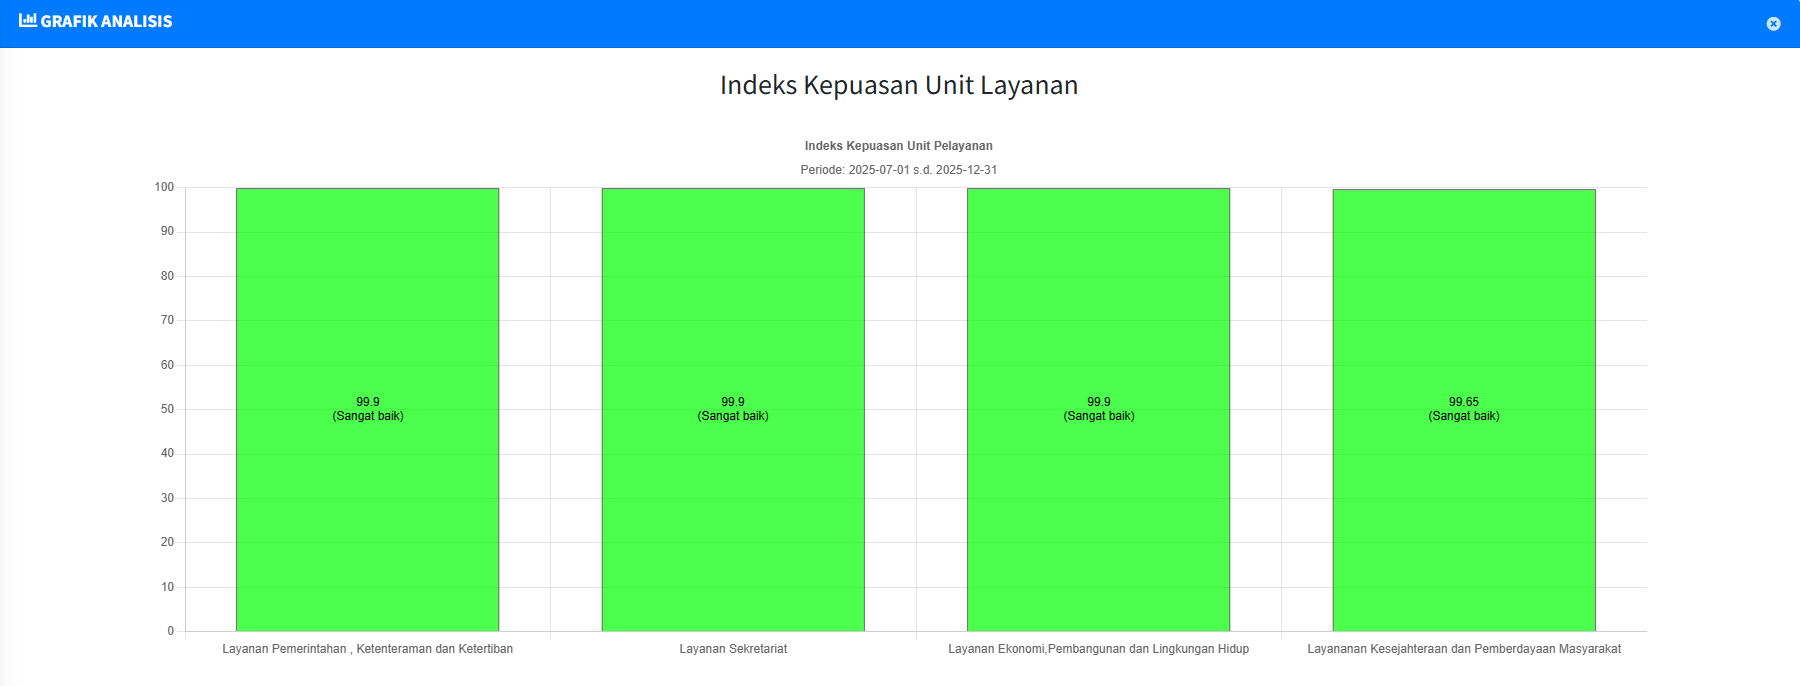 GRAFIK ANALISIS
Indeks Kepuasan Unit Layanan
Indeks Kepuasan Unit Pelayanan
Periode: 2025-07-01 s.d. 2025-12-31
100
90
80
70
60
50
40
30
20
10
0
99.9
(Sangat baik)
99.9
(Sangat baik)
99.9
(Sangat baik)
99.65
(Sangat baik)
Layanan Pemerintahan , Ketenteraman dan Ketertiban
Layanan Sekretariat
Layanan Ekonomi,Pembangunan dan Lingkungan Hidup
Layananan Kesejahteraan dan Pemberdayaan Masyarakat